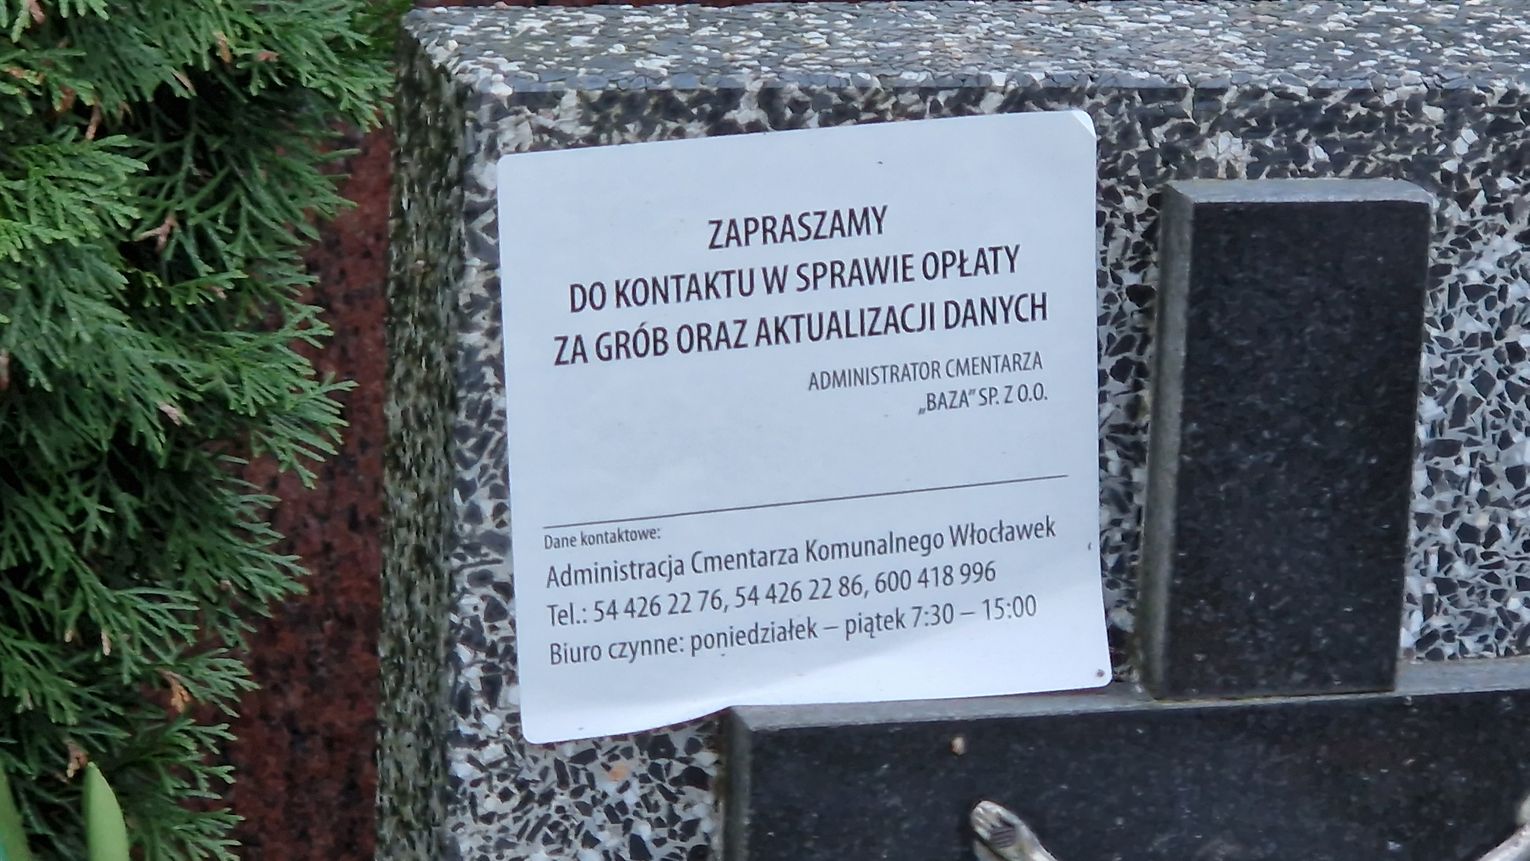 ZAPRASZAMY
DO KONTAKTU W SPRAWIE OPŁATY
ZA GRÓB ORAZ AKTUALIZACJI DANYCH
ADMINISTRATOR CMENTARZA
„BAZA” SP. Z O.O.
Dane kontaktowe:
Administracja Cmentarza Komunalnego Włocławek
Tel.: 54 426 22 76, 54 426 22 86, 600 418 996
Biuro czynne: poniedziałek – piątek 7:30 – 15:00